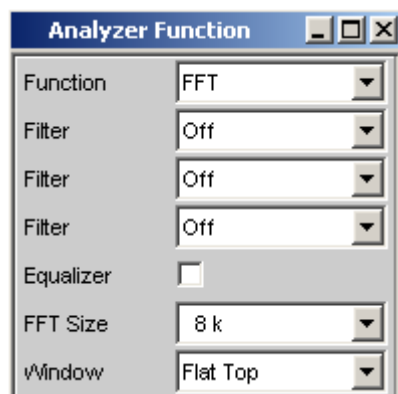 Analyzer Function
Function FFT
Filter Off
Filter Off
Filter Off
Equalizer
FFT Size 8 k
Window Flat Top